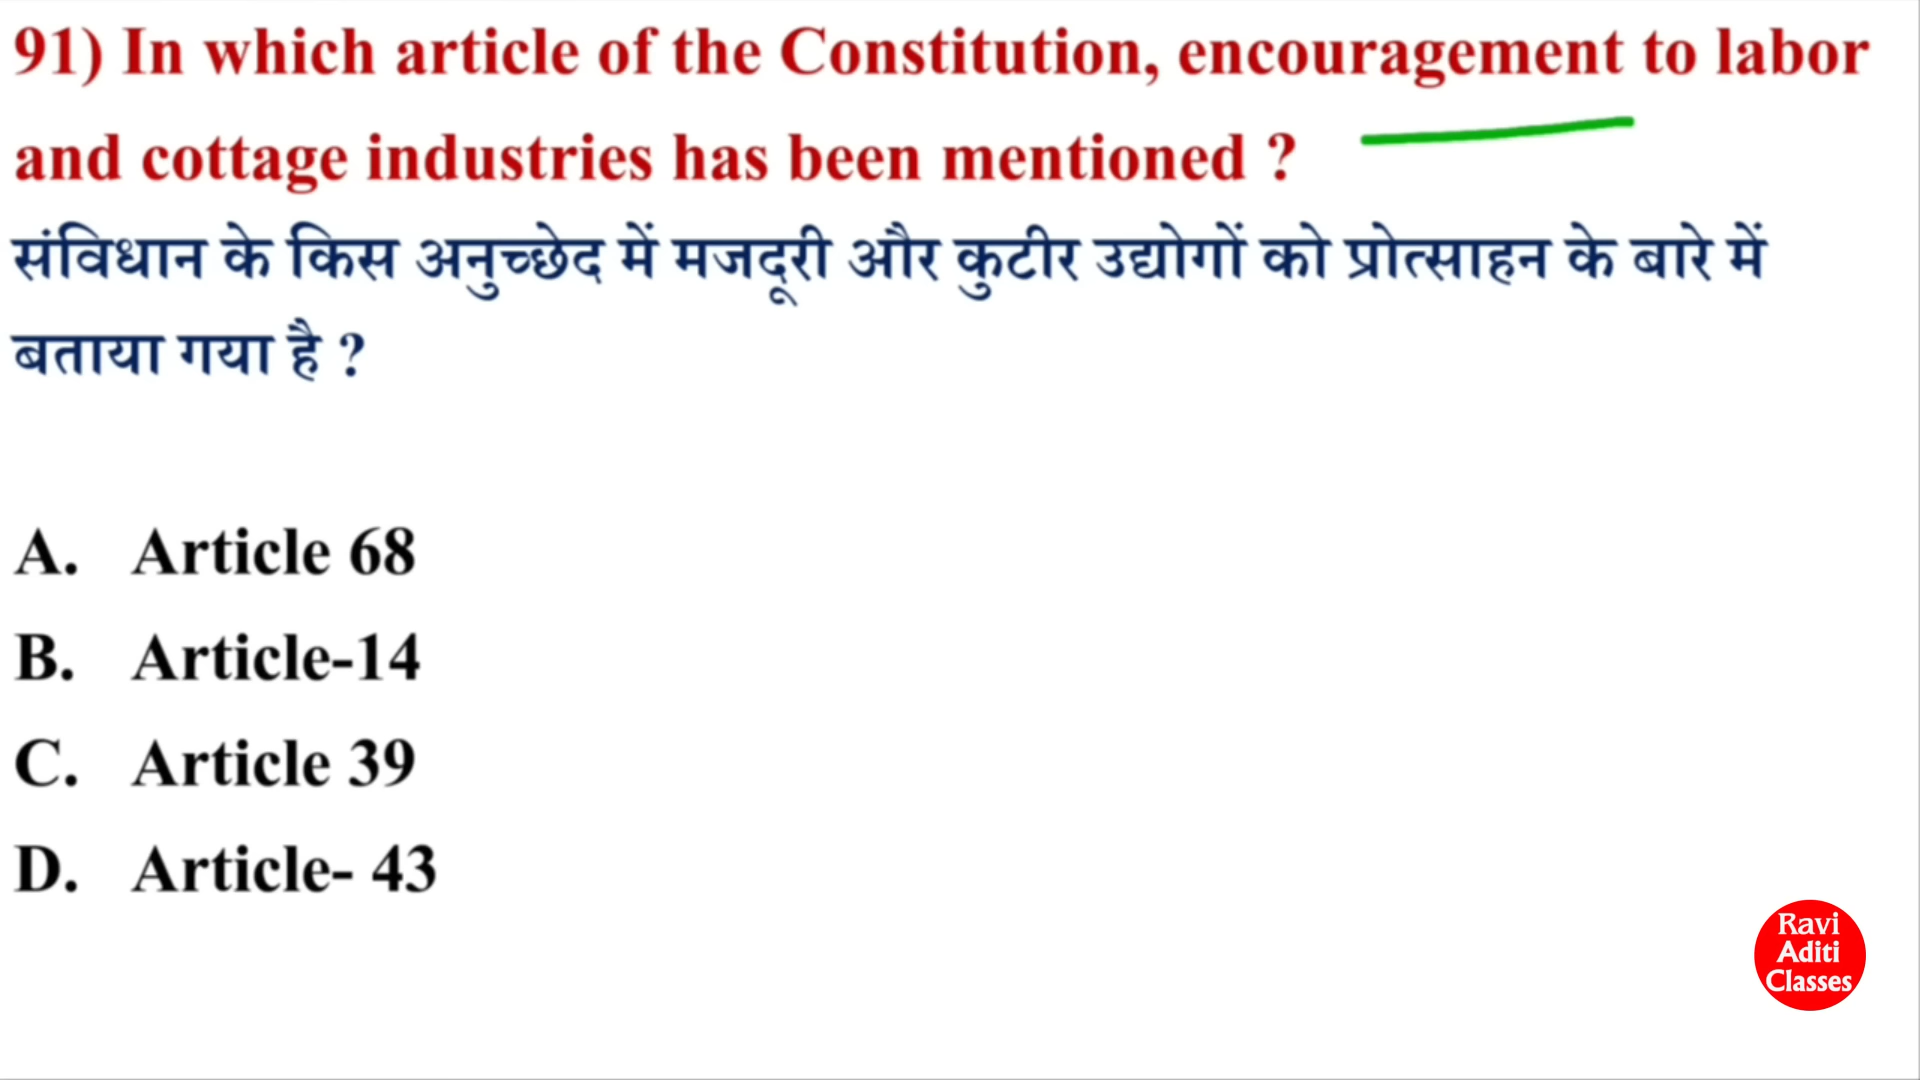 91) In which article of the Constitution, encouragement to labor
and cottage industries has been mentioned ?
संविधान के किस अनुच्छेद में मजदूरी और कुटीर उद्योगों को प्रोत्साहन के बारे में
बताया गया है ?
A. Article 68
B. Article-14
C. Article 39
D. Article- 43
Ravi
Aditi
Classes